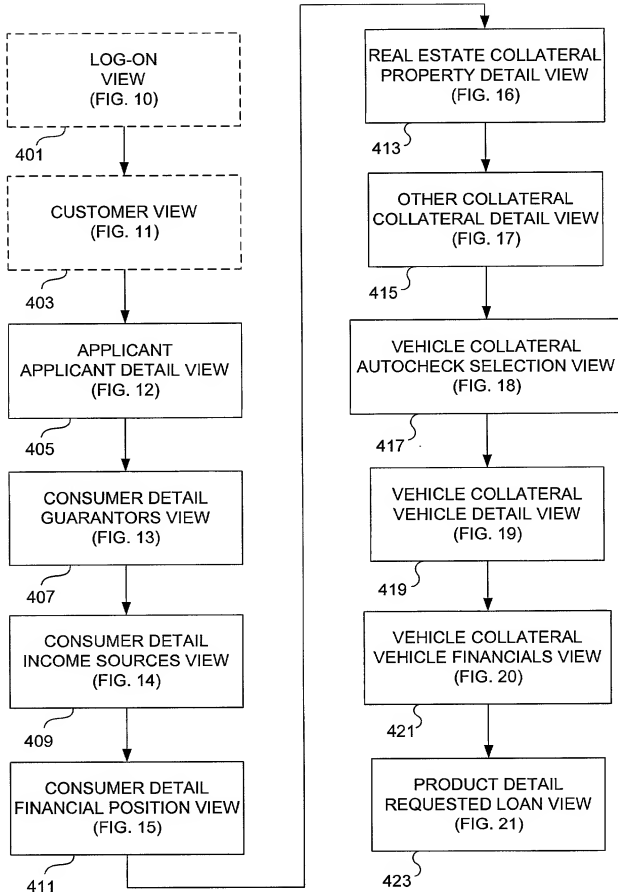 LOG-ON
VIEW
(FIG. 10)
401
CUSTOMER VIEW
(FIG. 11)
403
APPLICANT
APPLICANT DETAIL VIEW
(FIG. 12)
405
CONSUMER DETAIL
GUARANTORS VIEW
(FIG. 13)
407
CONSUMER DETAIL
INCOME SOURCES VIEW
(FIG. 14)
409
CONSUMER DETAIL
FINANCIAL POSITION VIEW
(FIG. 15)
411
REAL ESTATE COLLATERAL
PROPERTY DETAIL VIEW
(FIG. 16)
413
OTHER COLLATERAL
COLLATERAL DETAIL VIEW
(FIG. 17)
415
VEHICLE COLLATERAL
AUTOCHECK SELECTION VIEW
(FIG. 18)
417
VEHICLE COLLATERAL
VEHICLE DETAIL VIEW
(FIG. 19)
419
VEHICLE COLLATERAL
VEHICLE FINANCIALS VIEW
(FIG. 20)
421
PRODUCT DETAIL
REQUESTED LOAN VIEW
(FIG. 21)
423